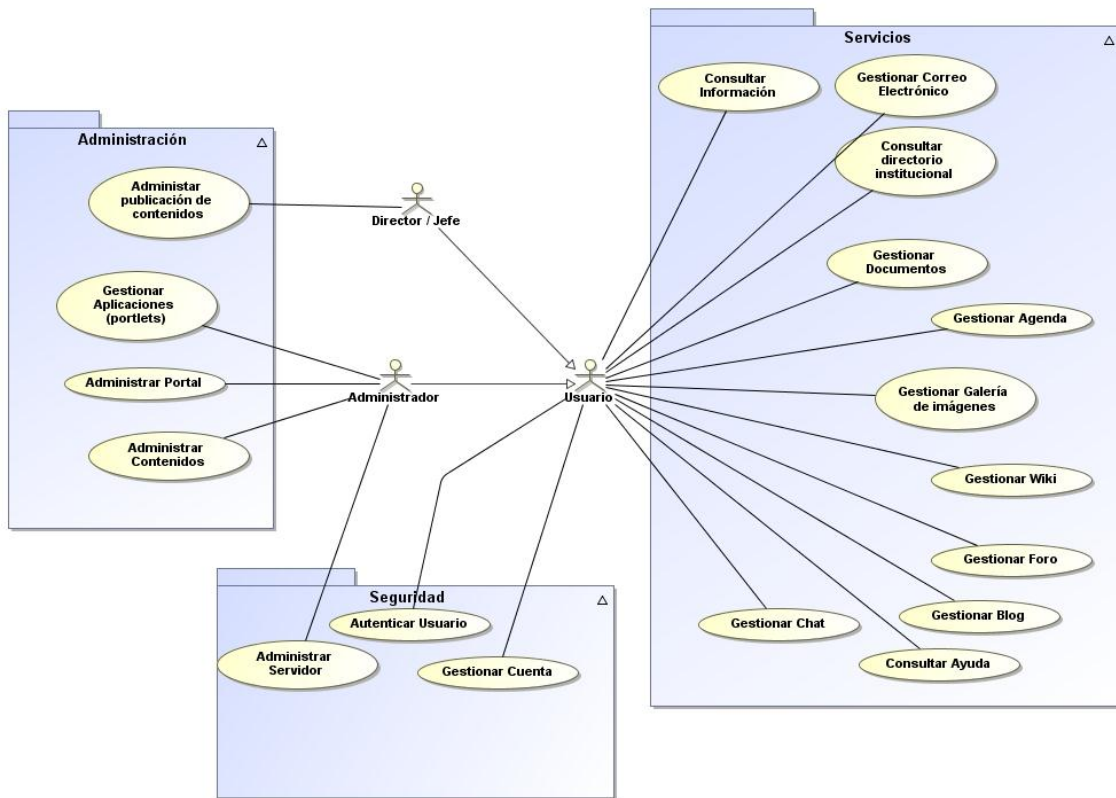 Servicios
Consultar
Información
Gestionar Correo
Electrónico
Consultar
directorio
institucional
Gestionar
Documentos
Gestionar Agenda
Gestionar Galería
de imágenes
Gestionar Wiki
Gestionar Foro
Gestionar Blog
Gestionar Chat
Consultar Ayuda
Administración
Administar
publicación de
contenidos
Gestionar
Aplicaciones
(portlets)
Administrar Portal
Administrar
Contenidos
Director / Jefe
Administrador
Usuario
Seguridad
Autenticar Usuario
Administrar
Servidor
Gestionar Cuenta